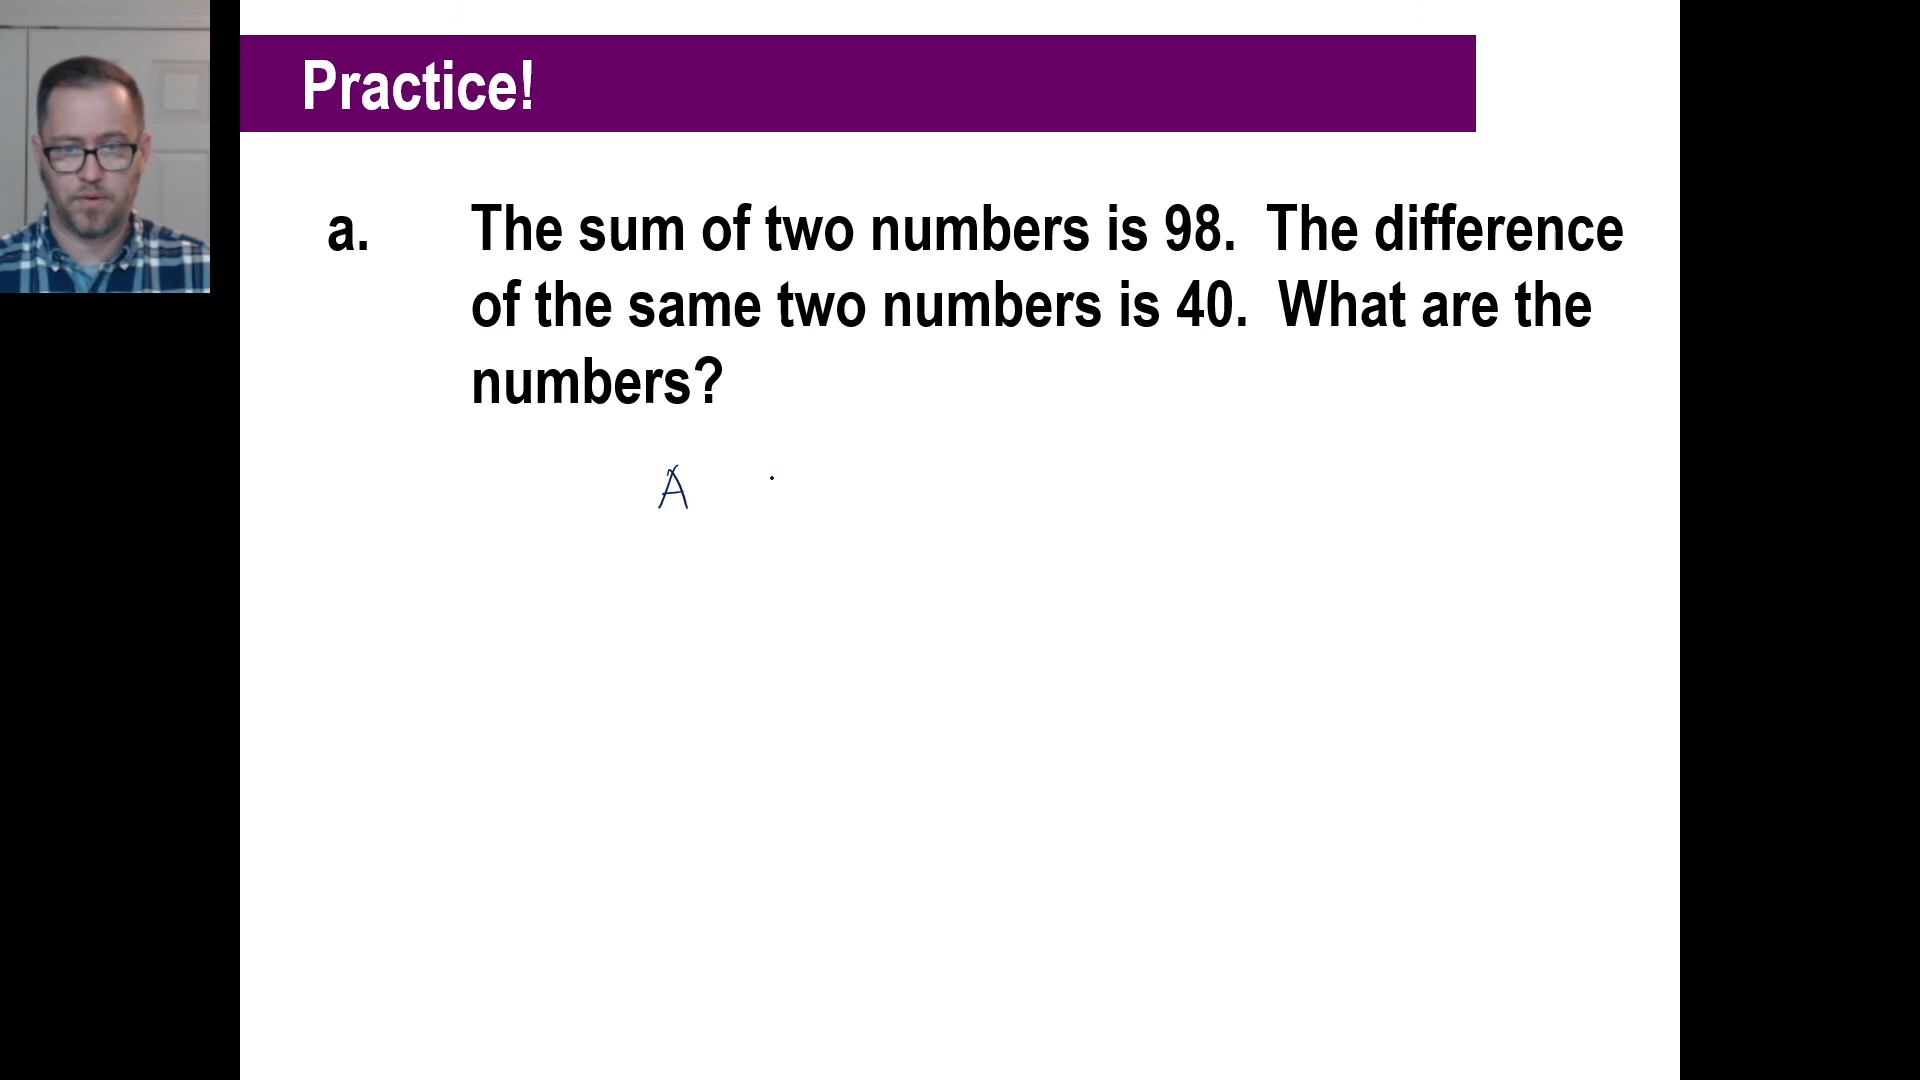 Practice!
a. The sum of two numbers is 98. The difference
of the same two numbers is 40. What are the
numbers?
A